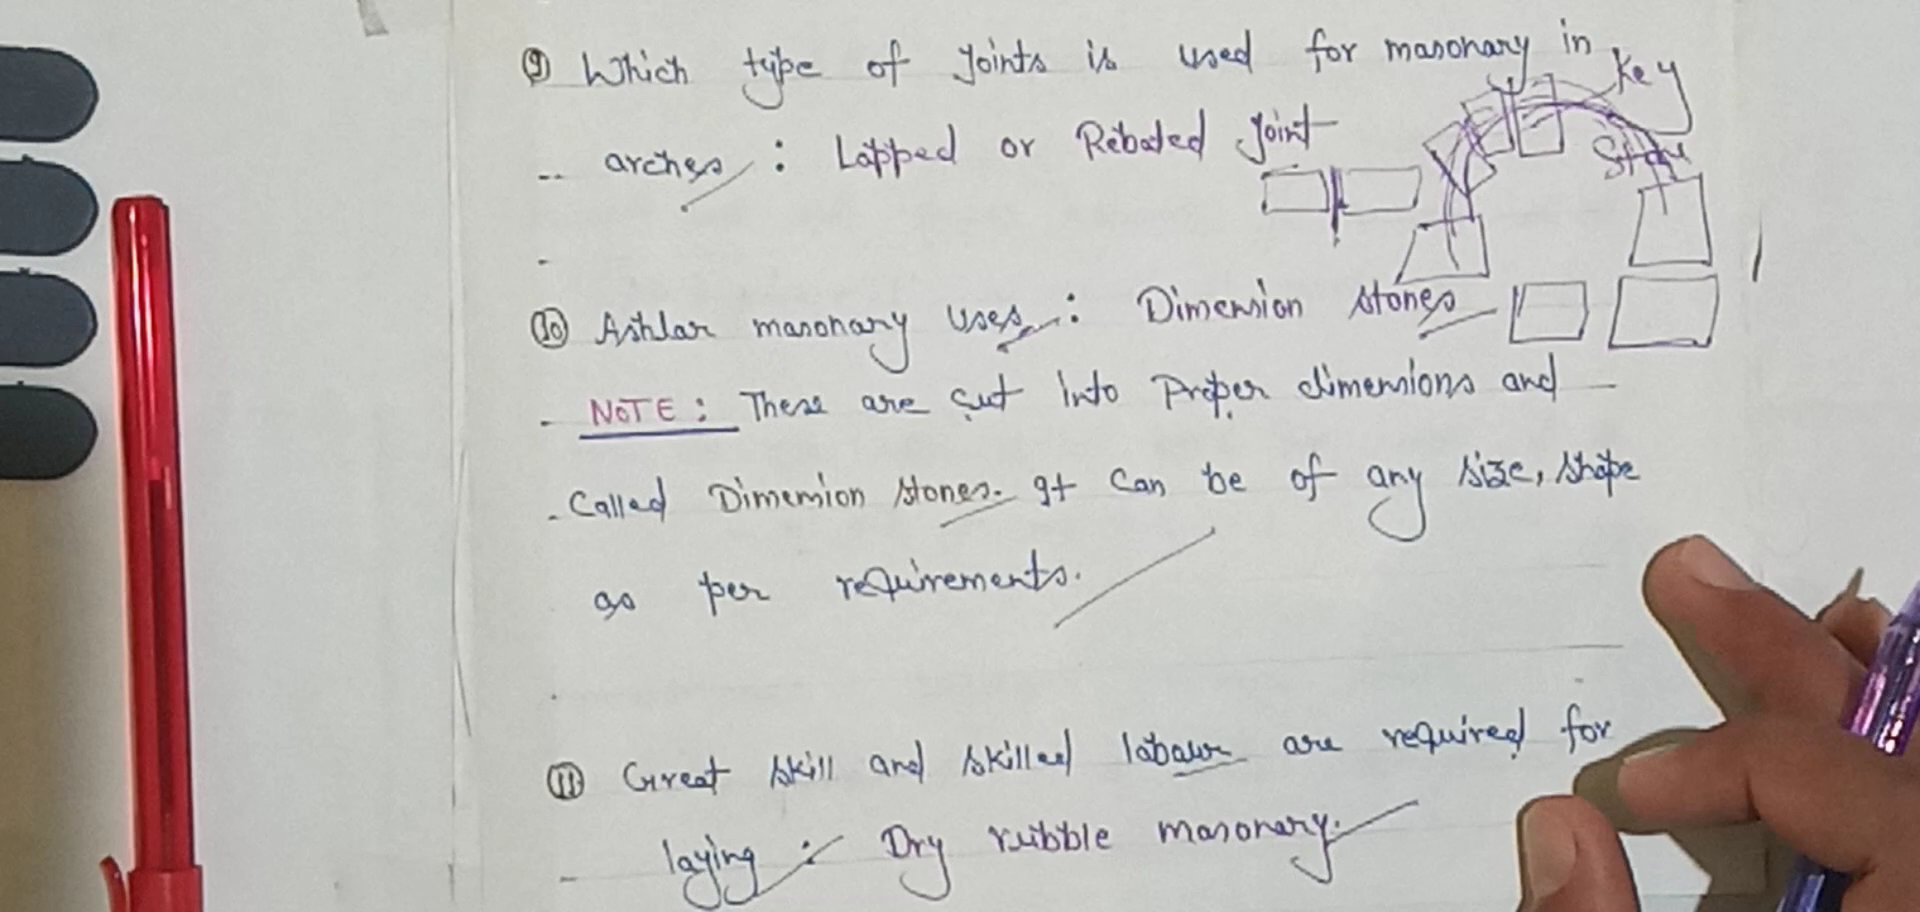 ⑨ Which type of Joints is used for masonary in
arches : Lapped or Rebated Joint
Key
Stone
⑩ Ashlar masonary uses : Dimension stones
NOTE : These are cut Into Proper dimensions and
Called Dimension stones. It can be of any size, shape
as per requirements.
⑪ Great skill and skilled labour are required for
laying : Dry rubble masonary.